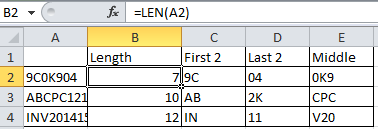 B2 fx =LEN(A2)
A B C D E
1 Length First 2 Last 2 Middle
2 9C0K904 7 9C 04 0K9
3 ABCPC121 10 AB 2K CPC
4 INV201415 12 IN 11 V20